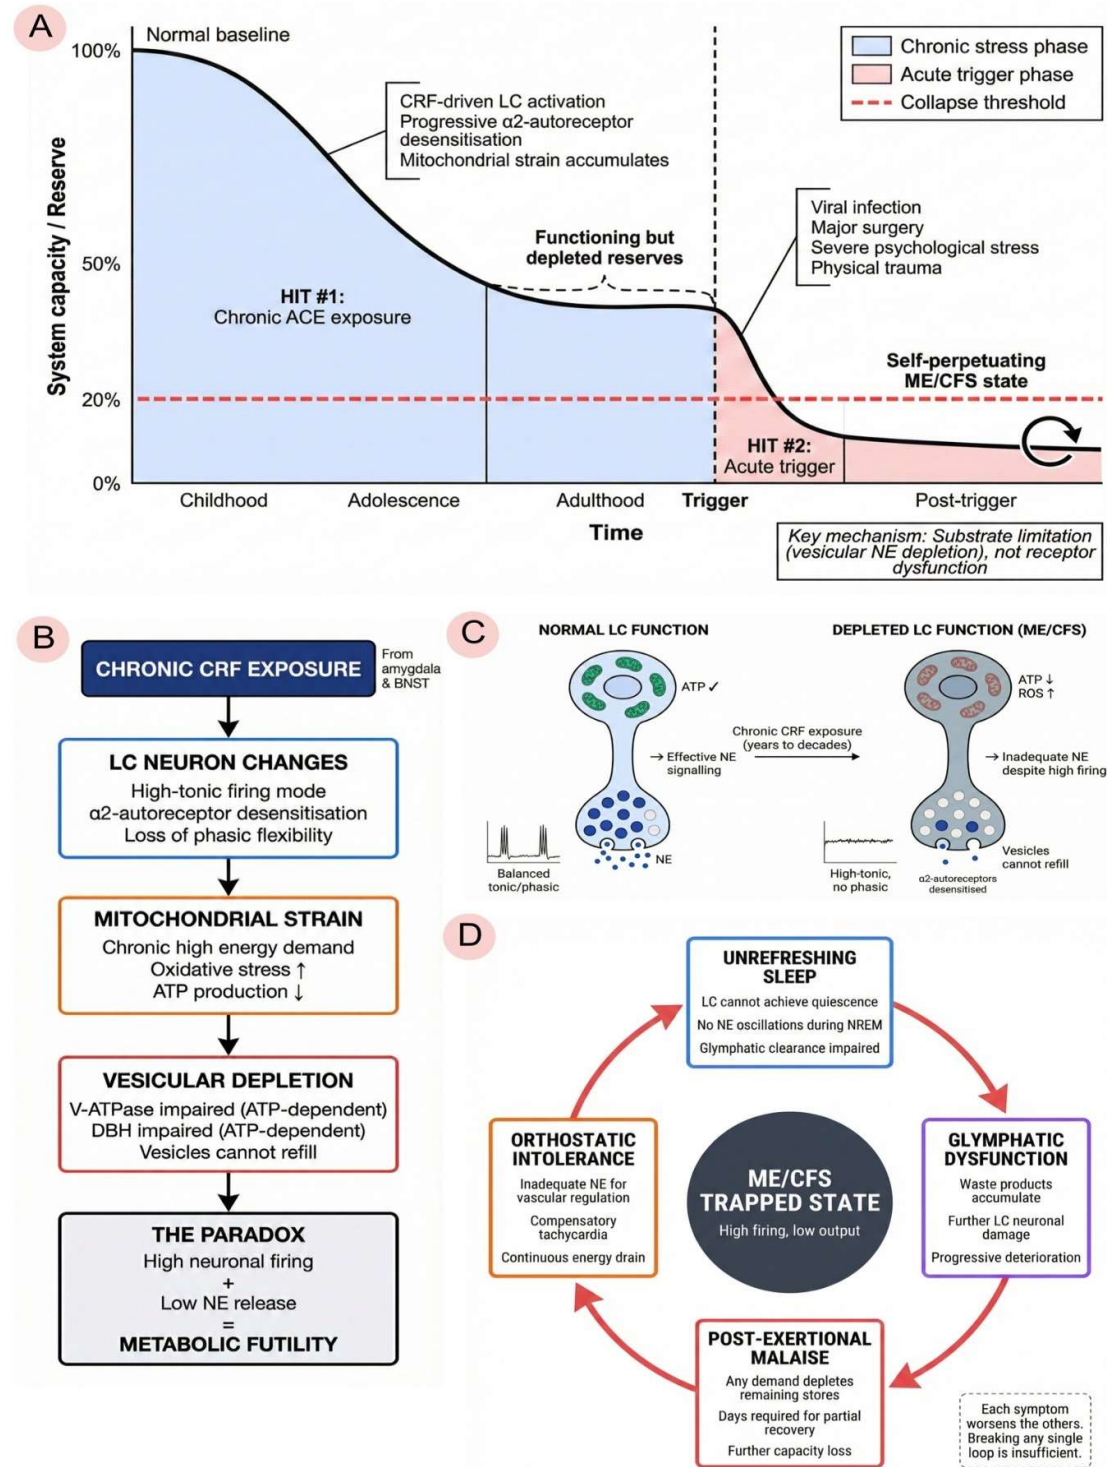 A
100%
50%
20%
0%
System capacity / Reserve
Normal baseline
CRF-driven LC activation
Progressive α2-autoreceptor
desensitisation
Mitochondrial strain accumulates
Chronic stress phase
Acute trigger phase
Collapse threshold
Viral infection
Major surgery
Severe psychological stress
Physical trauma
Functioning but
depleted reserves
HIT #1:
Chronic ACE exposure
Self-perpetuating
ME/CFS state
HIT #2:
Acute trigger
Childhood
Adolescence
Adulthood
Trigger
Post-trigger
Time
Key mechanism: Substrate limitation
(vesicular NE depletion), not receptor
dysfunction
B
CHRONIC CRF EXPOSURE
From
amygdala
& BNST
LC NEURON CHANGES
High-tonic firing mode
α2-autoreceptor desensitisation
Loss of phasic flexibility
MITOCHONDRIAL STRAIN
Chronic high energy demand
Oxidative stress ↑
ATP production ↓
VESICULAR DEPLETION
V-ATPase impaired (ATP-dependent)
DBH impaired (ATP-dependent)
Vesicles cannot refill
THE PARADOX
High neuronal firing
+
Low NE release
=
METABOLIC FUTILITY
C
NORMAL LC FUNCTION
ATP ✓
→ Effective NE
signalling
NE
Balanced
tonic/phasic
Chronic CRF exposure
(years to decades)
DEPLETED LC FUNCTION (ME/CFS)
ATP ↓
ROS ↑
→ Inadequate NE
despite high firing
Vesicles
cannot refill
α2-autoreceptors
desensitised
High-tonic,
no phasic
D
UNREFRESHING
SLEEP
LC cannot achieve quiescence
No NE oscillations during NREM
Glymphatic clearance impaired
GLYMPHATIC
DYSFUNCTION
Waste products
accumulate
Further LC neuronal
damage
Progressive deterioration
POST-EXERTIONAL
MALAISE
Any demand depletes
remaining stores
Days required for partial
recovery
Further capacity loss
ORTHOSTATIC
INTOLERANCE
Inadequate NE for
vascular regulation
Compensatory
tachycardia
Continuous energy drain
ME/CFS
TRAPPED STATE
High firing, low output
Each symptom
worsens the others.
Breaking any single
loop is insufficient.